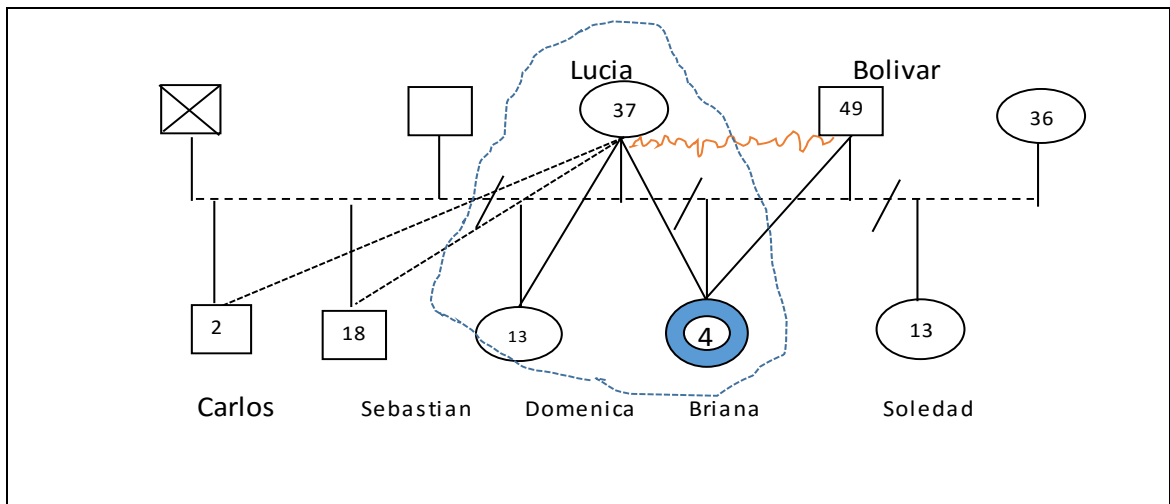 Lucia Bolivar
37 49 36
2 18 13 4 13
Carlos Sebastian Domenica Briana Soledad